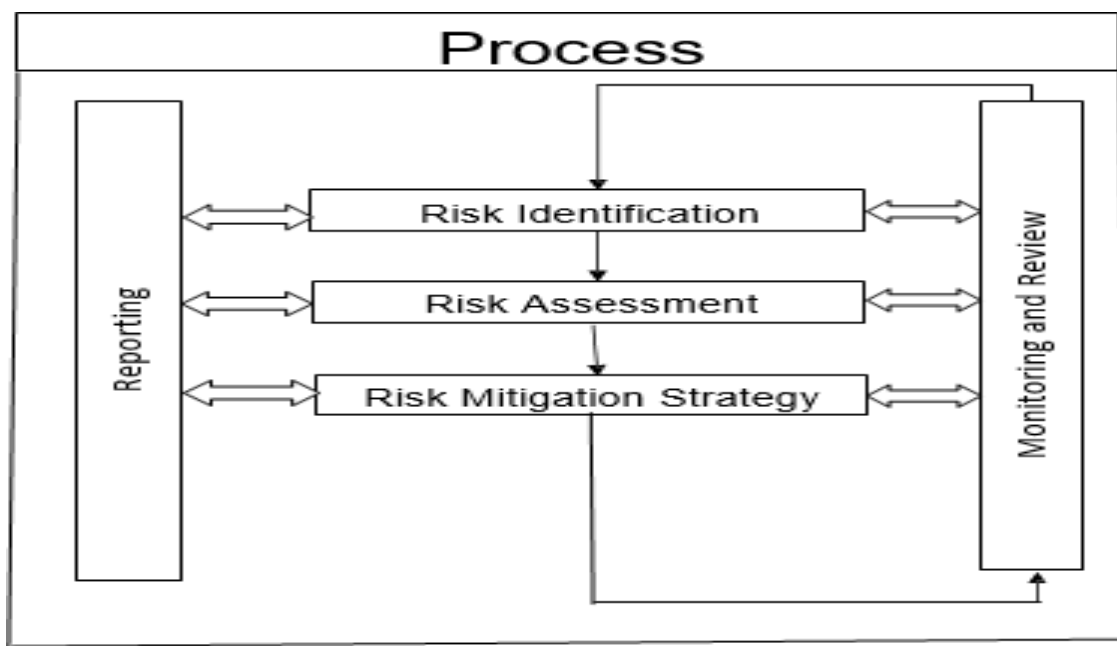 Process
Reporting
Risk Identification
Risk Assessment
Risk Mitigation Strategy
Monitoring and Review